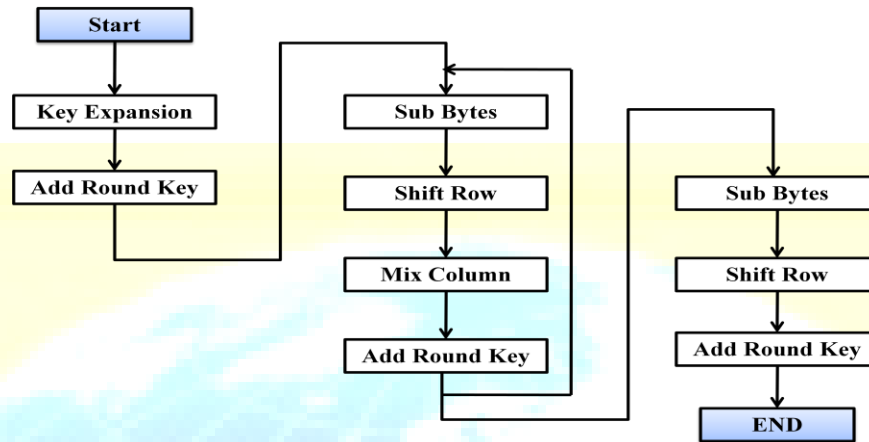 Start
Key Expansion
Add Round Key
Sub Bytes
Shift Row
Mix Column
Add Round Key
Sub Bytes
Shift Row
Add Round Key
END